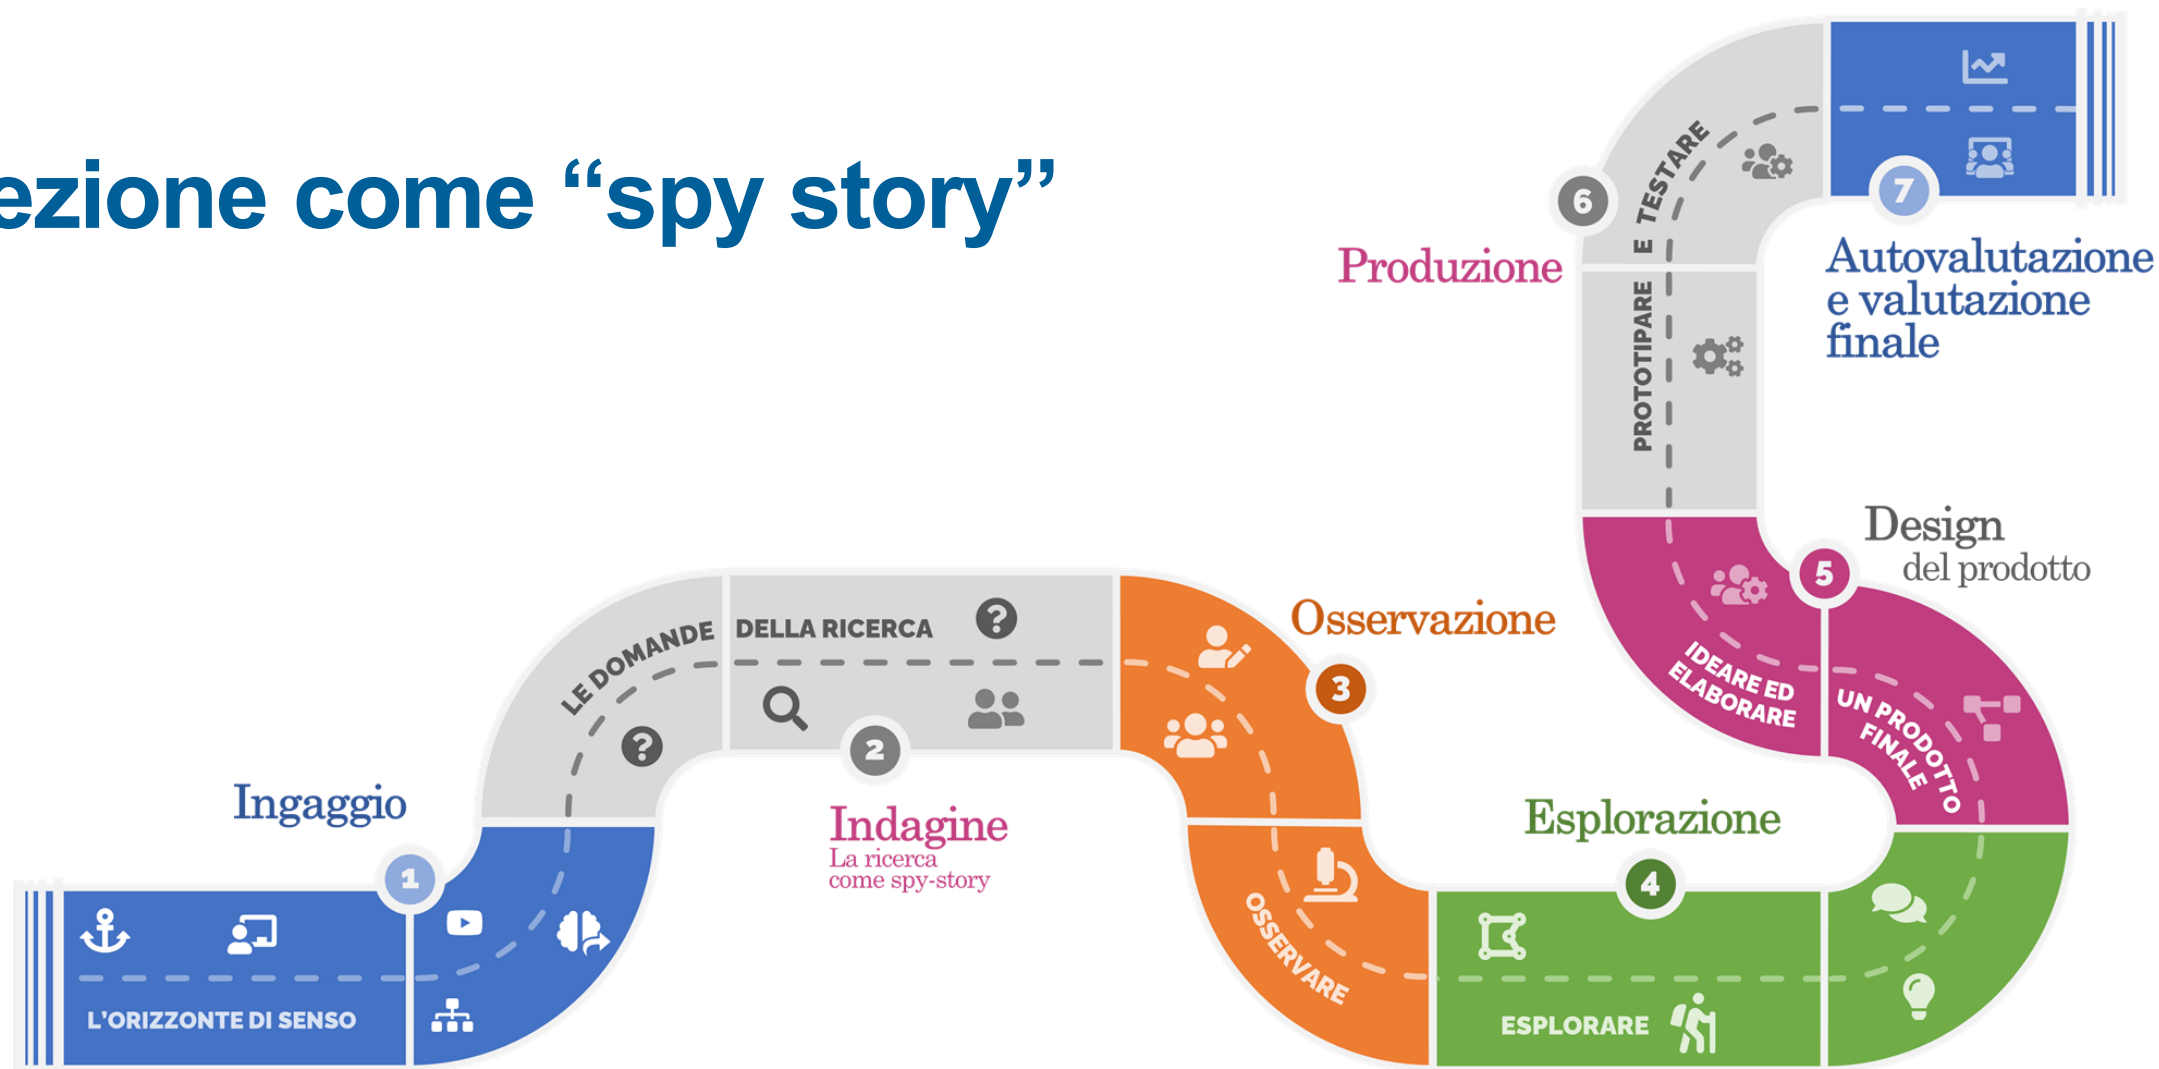 ezione come “spy story”
1
Ingaggio
L’ORIZZONTE DI SENSO
LE DOMANDE DELLA RICERCA
2
Indagine
La ricerca
come spy-story
3
Osservazione
OSSERVARE
4
Esplorazione
ESPLORARE
5
Design
del prodotto
IDEARE ED
ELABORARE
UN PRODOTTO
FINALE
6
Produzione
PROTOTIPARE E TESTARE
7
Autovalutazione
e valutazione
finale